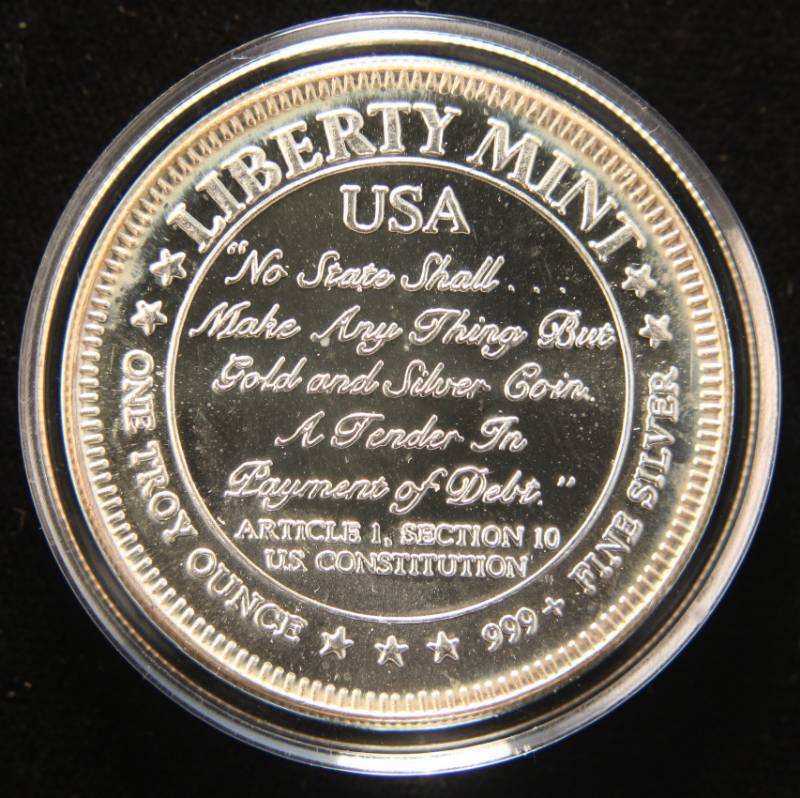 LIBERTY MINT
USA
"No State Shall . . .
Make Any Thing But
Gold and Silver Coin.
A Tender In
Payment of Debt."
ARTICLE 1, SECTION 10
U.S. CONSTITUTION
ONE TROY OUNCE
999+ FINE SILVER